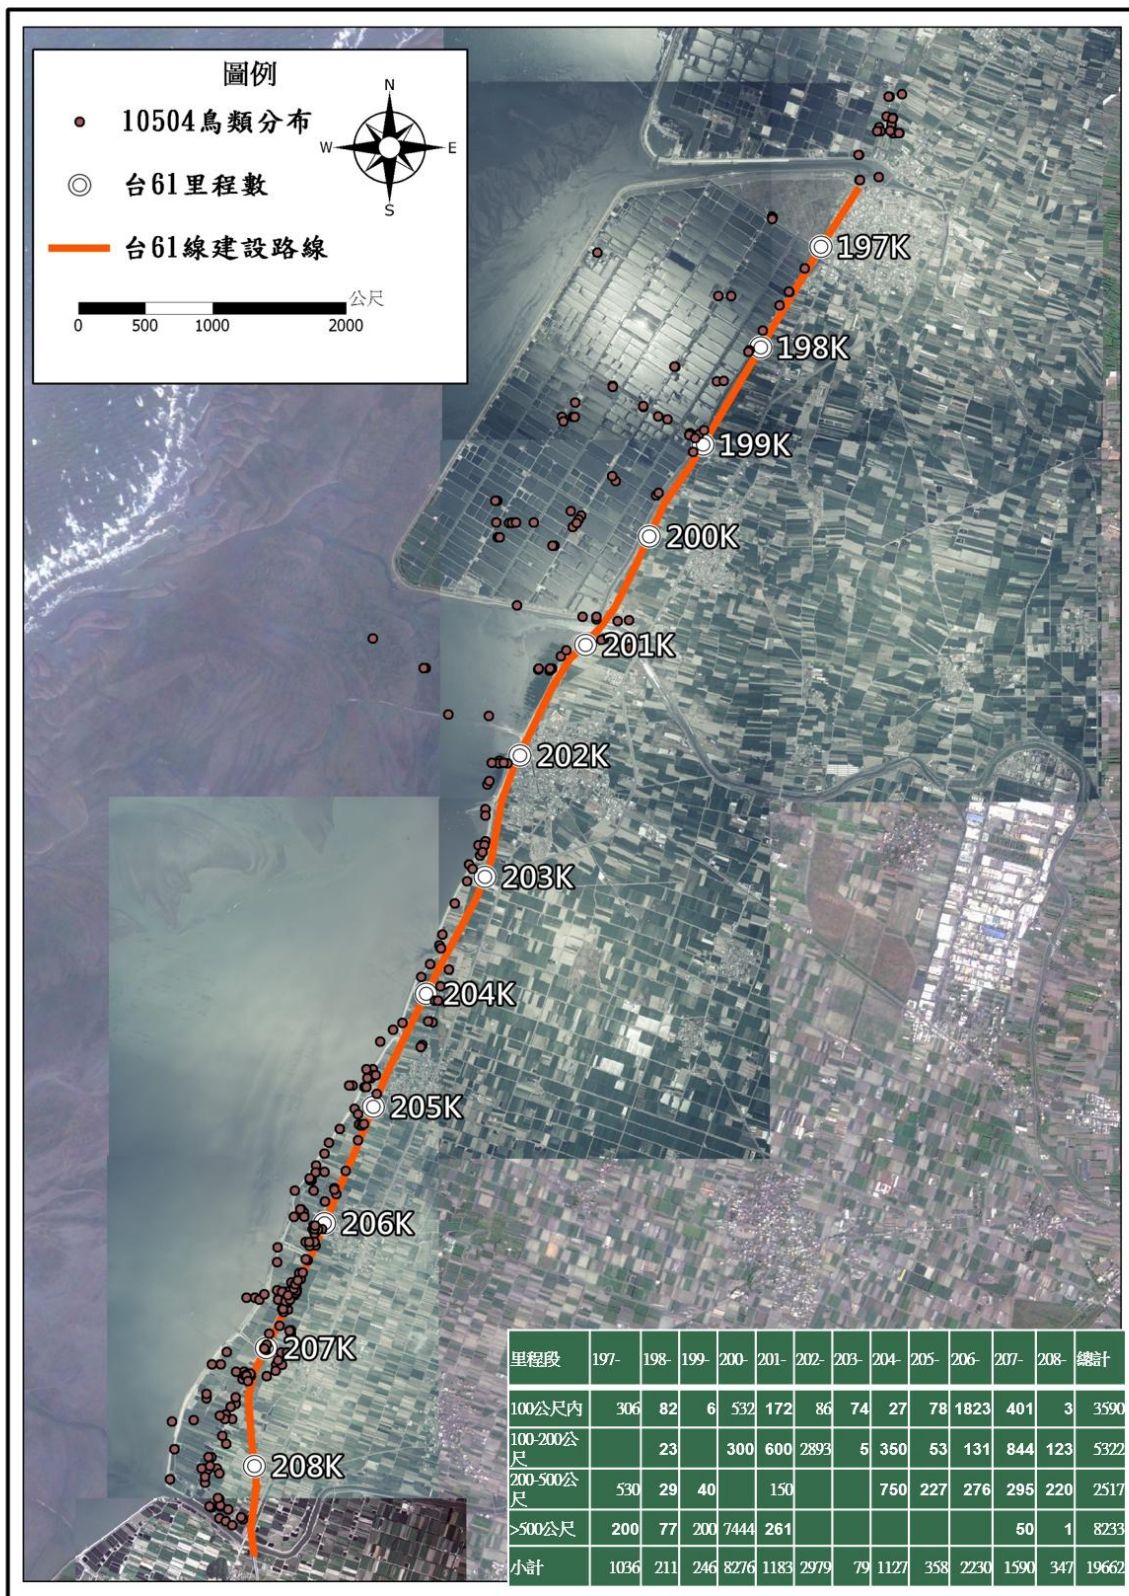 圖例
10504鳥類分布
台61里程數
台61線建設路線
N
W E
S
公尺
0 500 1000 2000
197K
198K
199K
200K
201K
202K
203K
204K
205K
206K
207K
208K
里程段 197- 198- 199- 200- 201- 202- 203- 204- 205- 206- 207- 208- 總計
100公尺內 306 82 6 532 172 86 74 27 78 1823 401 3 3590
100-200公尺 23 300 600 2893 5 350 53 131 844 123 5322
200-500公尺 530 29 40 150 750 227 276 295 220 2517
>500公尺 200 77 200 7444 261 50 1 8233
小計 1036 211 246 8276 1183 2979 79 1127 358 2230 1590 347 19662